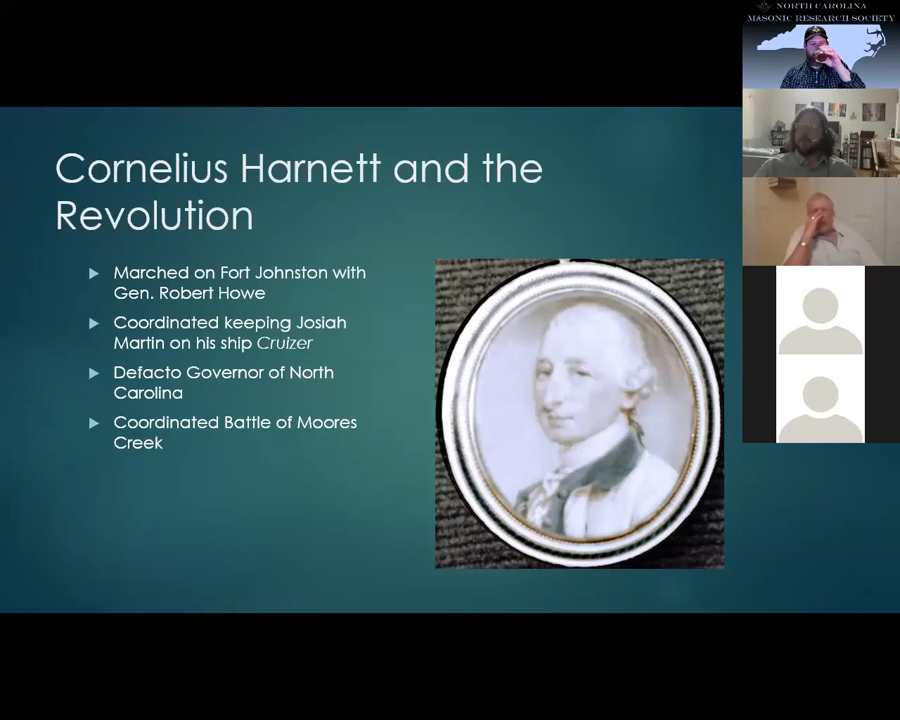 Cornelius Harnett and the
Revolution
Marched on Fort Johnston with
Gen. Robert Howe
Coordinated keeping Josiah
Martin on his ship Cruizer
Defacto Governor of North
Carolina
Coordinated Battle of Moores
Creek
NORTH CAROLINA
MASONIC RESEARCH SOCIETY